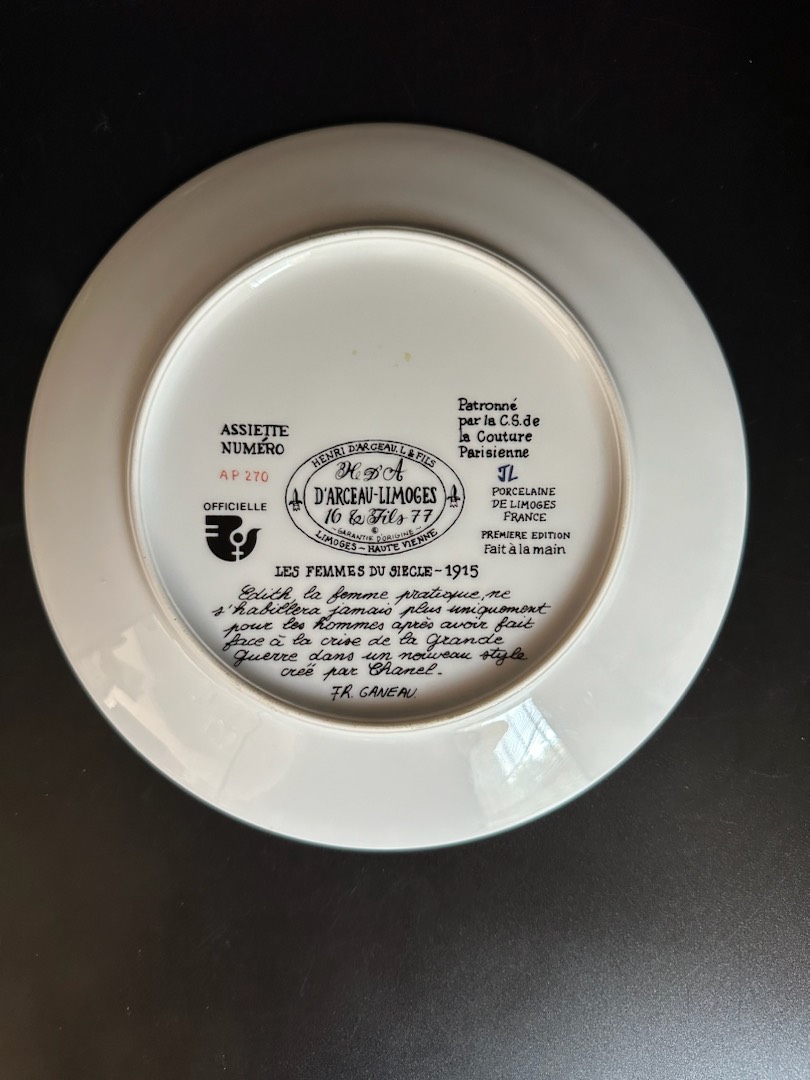 Patronné
par la C.S. de
la Couture
Parisienne
ASSIETTE
NUMÉRO
AP 270
OFFICIELLE
HENRI D'ARCEAU. L & FILS
H D'A
D'ARCEAU-LIMOGES
16 & Fils 77
©
~GARANTIE D'ORIGINE~
LIMOGES - HAUTE VIENNE
JL
PORCELAINE
DE LIMOGES
FRANCE
PREMIERE EDITION
Fait à la main
LES FEMMES DU SIECLE - 1915
Edith, la femme pratique, ne
s'habillera jamais plus uniquement
pour les hommes après avoir fait
face à la crise de la Grande
Guerre dans un nouveau style
créé par Chanel.
FR. GANEAU.